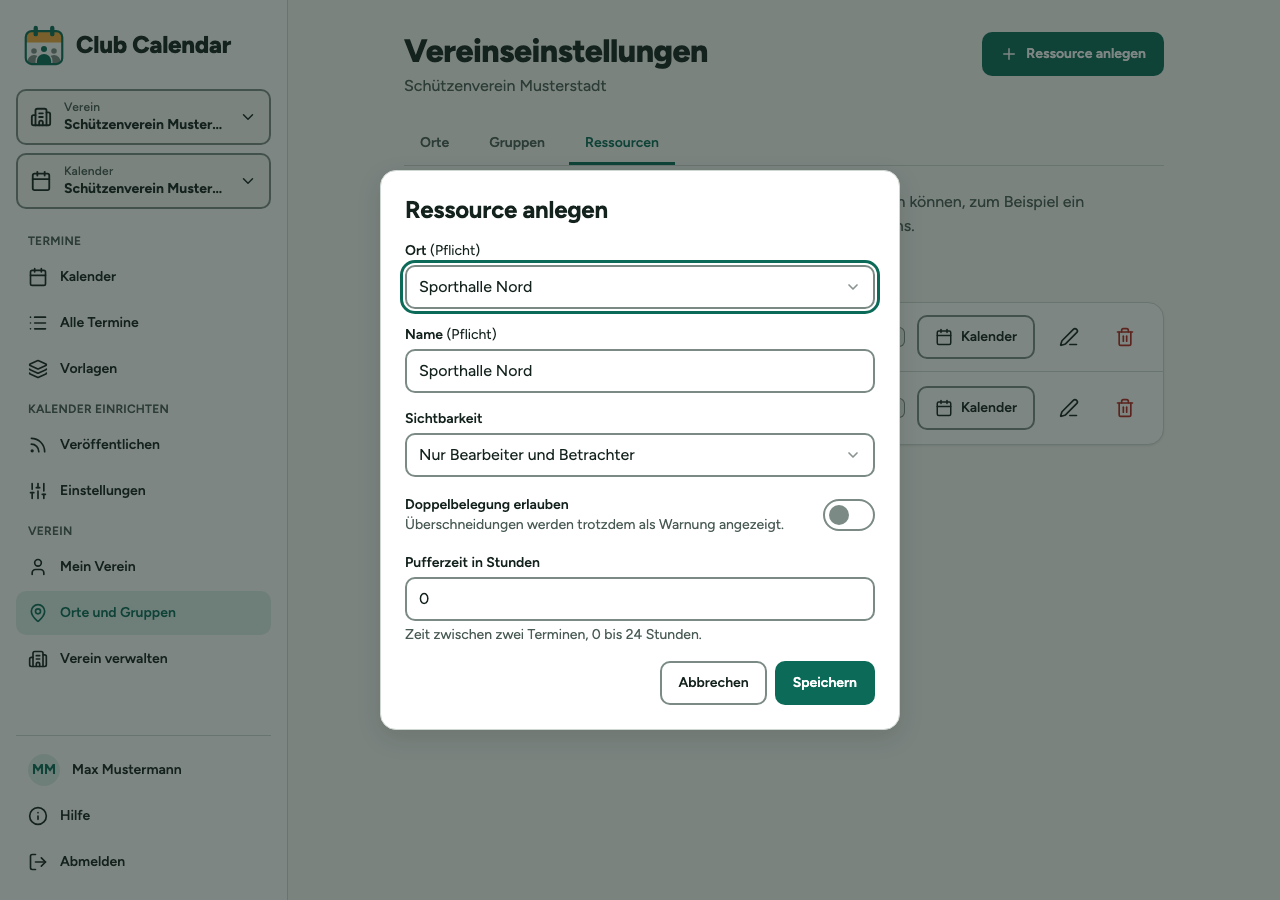 Club Calendar
Verein
Schützenverein Muster...
Kalender
Schützenverein Muster...
TERMINE
Kalender
Alle Termine
Vorlagen
KALENDER EINRICHTEN
Veröffentlichen
Einstellungen
VEREIN
Mein Verein
Orte und Gruppen
Verein verwalten
MM
Max Mustermann
Hilfe
Abmelden
Vereinseinstellungen
Schützenverein Musterstadt
Ressource anlegen
Orte
Gruppen
Ressourcen
können, zum Beispiel ein
Kalender
Kalender
Ressource anlegen
Ort (Pflicht)
Sporthalle Nord
Name (Pflicht)
Sporthalle Nord
Sichtbarkeit
Nur Bearbeiter und Betrachter
Doppelbelegung erlauben
Überschneidungen werden trotzdem als Warnung angezeigt.
Pufferzeit in Stunden
0
Zeit zwischen zwei Terminen, 0 bis 24 Stunden.
Abbrechen
Speichern